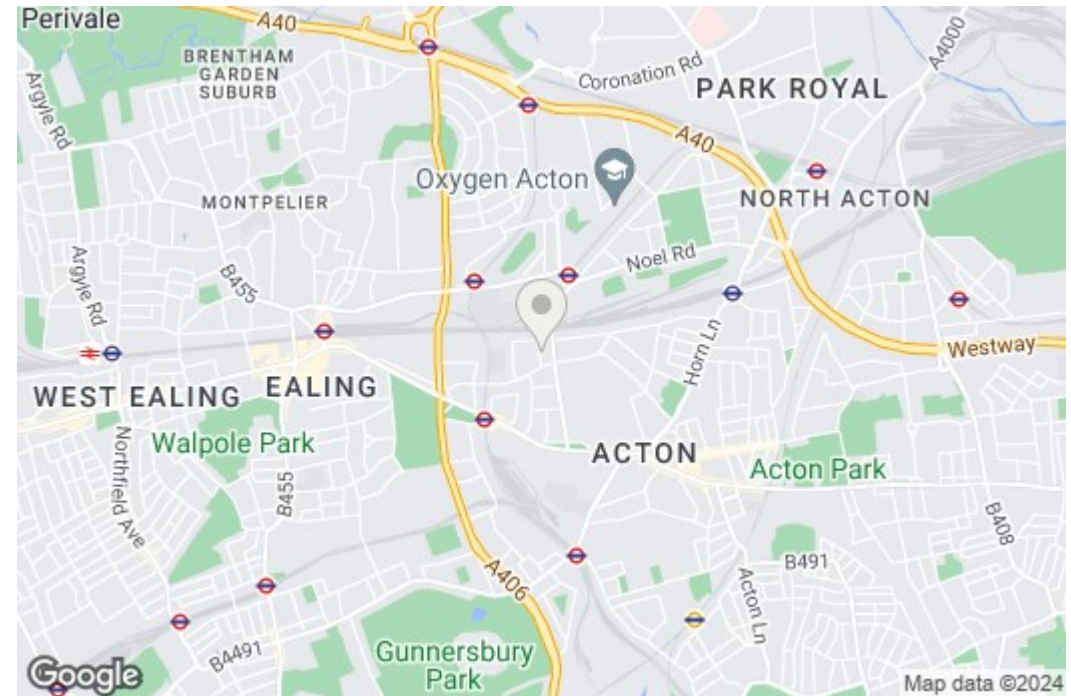 Perivale
A40
BRENTHAM
GARDEN
SUBURB
Argyle Rd
Coronation Rd
A4000
PARK ROYAL
A40
Oxygen Acton
MONTPELIER
NORTH ACTON
Argyle Rd
B455
Noel Rd
Horn Ln
Westway
WEST EALING
EALING
Walpole Park
ACTON
Acton Park
Northfield Ave
B455
B408
B491
A406
Acton Ln
B4491
Gunnersbury
Park
Google
Map data ©2024